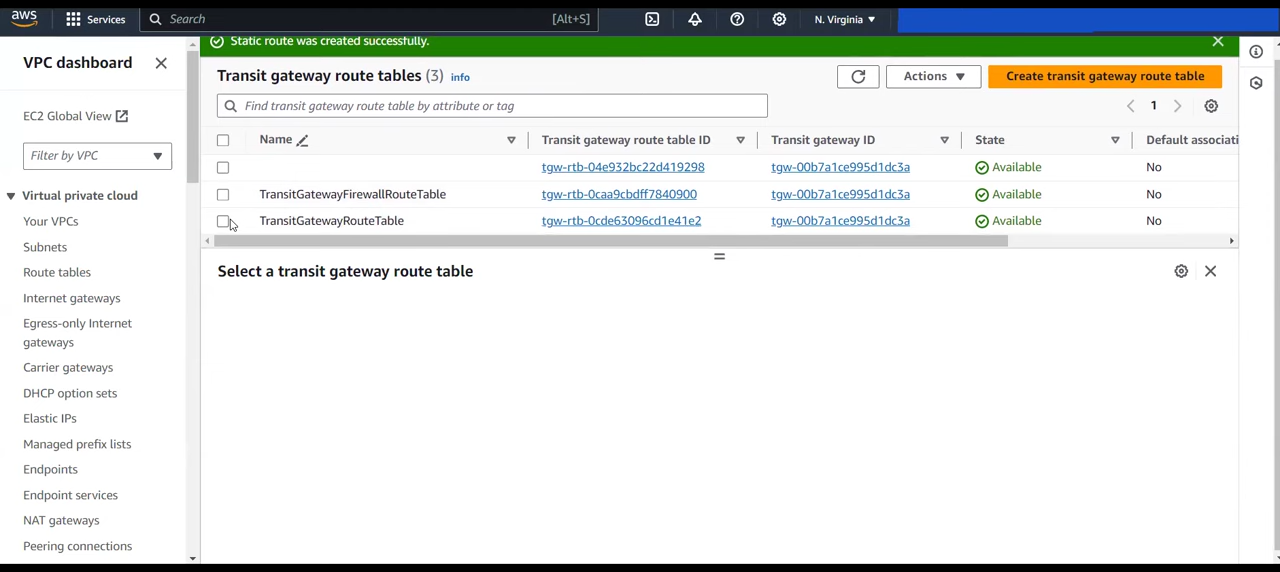 aws Services Search [Alt+S] N. Virginia
VPC dashboard
EC2 Global View
Filter by VPC
Virtual private cloud
Your VPCs
Subnets
Route tables
Internet gateways
Egress-only Internet
gateways
Carrier gateways
DHCP option sets
Elastic IPs
Managed prefix lists
Endpoints
Endpoint services
NAT gateways
Peering connections
Static route was created successfully.
Transit gateway route tables (3) info
Actions
Create transit gateway route table
Find transit gateway route table by attribute or tag
1
Name Transit gateway route table ID Transit gateway ID State Default associati
tgw-rtb-04e932bc22d419298 tgw-00b7a1ce995d1dc3a Available No
TransitGatewayFirewallRouteTable tgw-rtb-0caa9cbdff7840900 tgw-00b7a1ce995d1dc3a Available No
TransitGatewayRouteTable tgw-rtb-0cde63096cd1e41e2 tgw-00b7a1ce995d1dc3a Available No
Select a transit gateway route table